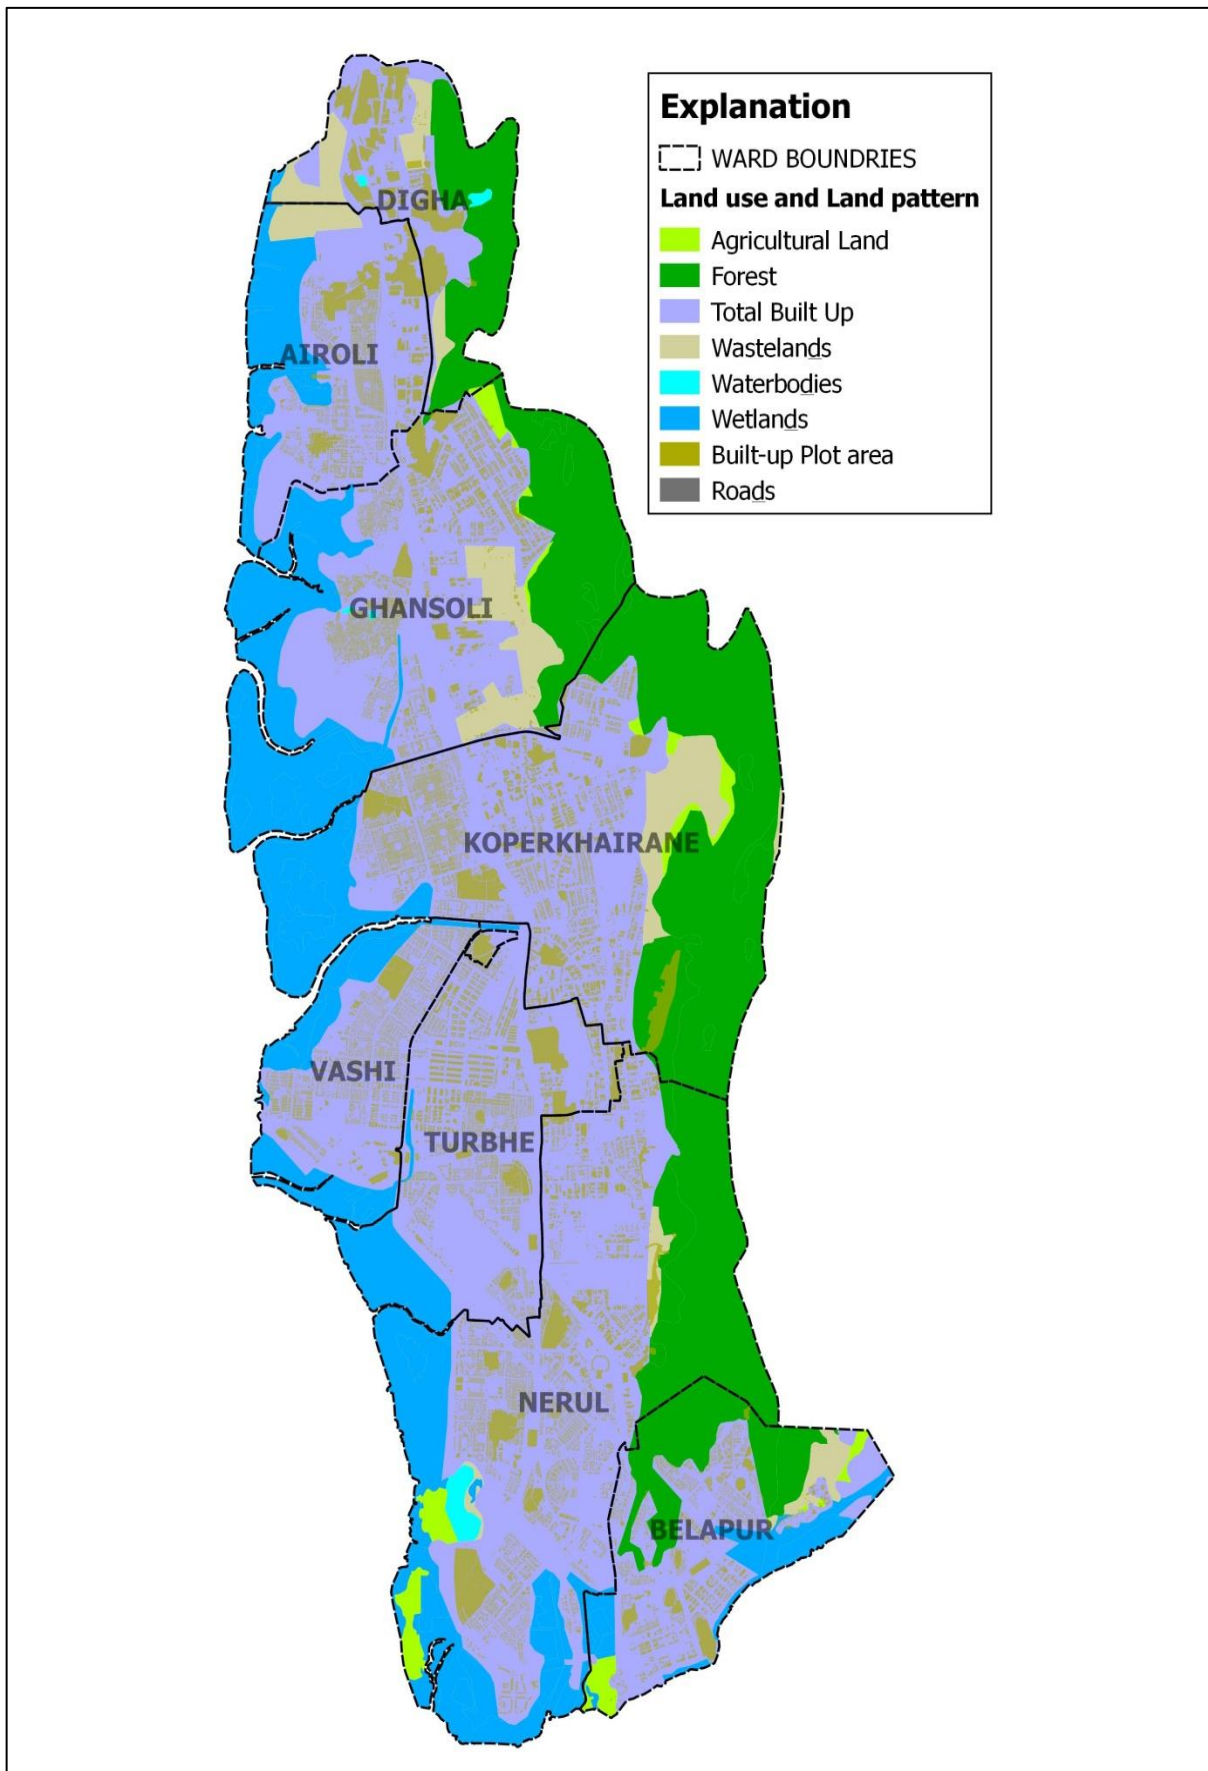 Explanation
WARD BOUNDRIES
Land use and Land pattern
Agricultural Land
Forest
Total Built Up
Wastelands
Waterbodies
Wetlands
Built-up Plot area
Roads
DIGHA
AIROLI
GHANSOLI
KOPERKHAIRANE
VASHI
TURBHE
NERUL
BELAPUR